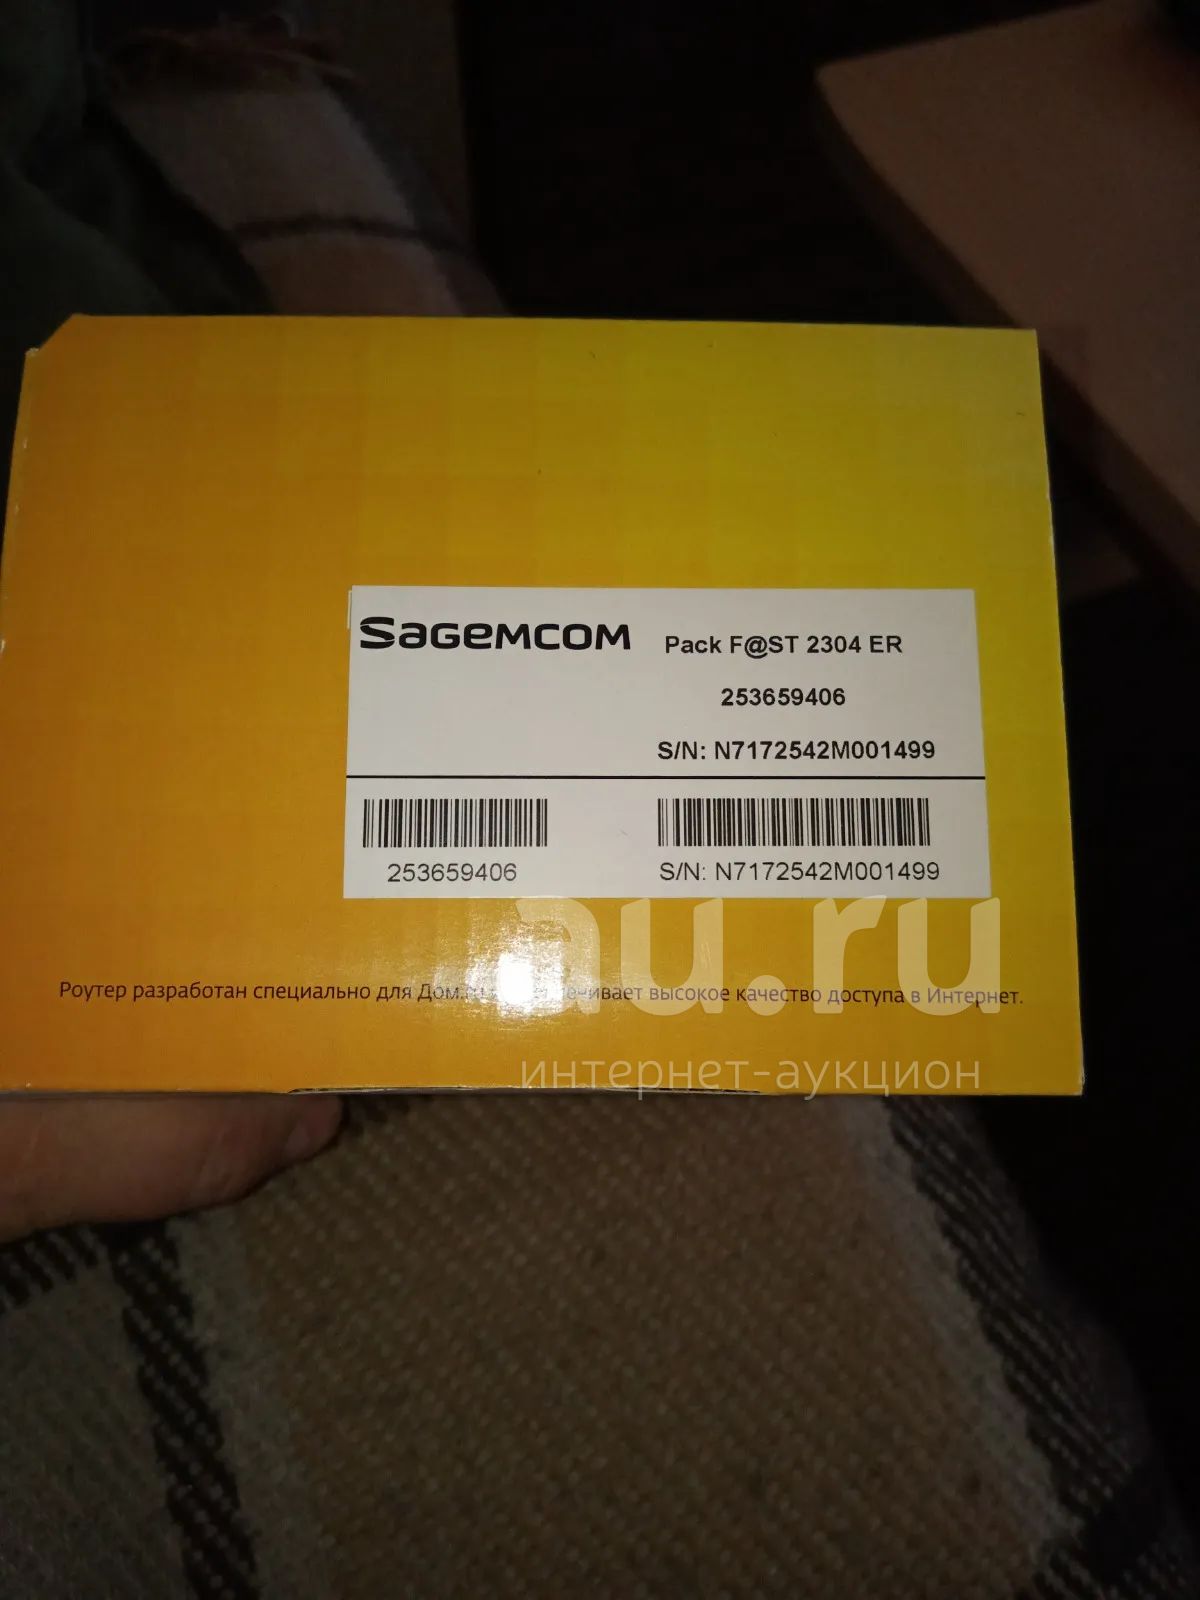 Sagemcom Pack F@ST 2304 ER
253659406
S/N: N7172542M001499
253659406 S/N: N7172542M001499
Роутер разработан специально для Дом.ru высокое качество доступа в Интернет.
au.ru
интернет-аукцион